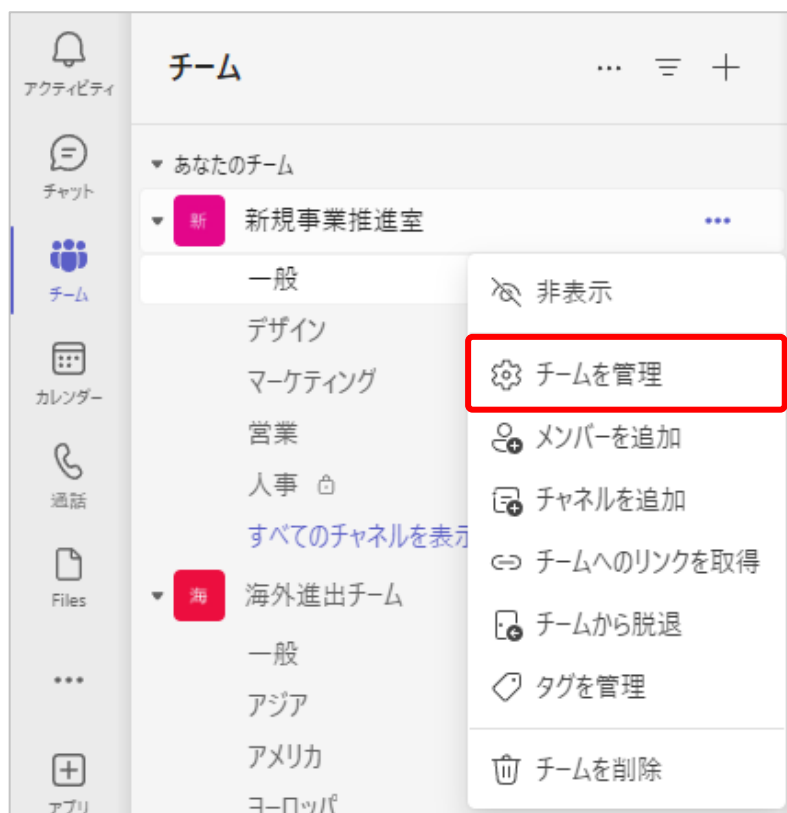 アクティビティ
チャット
チーム
カレンダー
通話
Files
アプリ
チーム
あなたのチーム
新 新規事業推進室
一般
デザイン
マーケティング
営業
人事
すべてのチャネルを表示
海 海外進出チーム
一般
アジア
アメリカ
ヨーロッパ
非表示
チームを管理
メンバーを追加
チャネルを追加
チームへのリンクを取得
チームから脱退
タグを管理
チームを削除